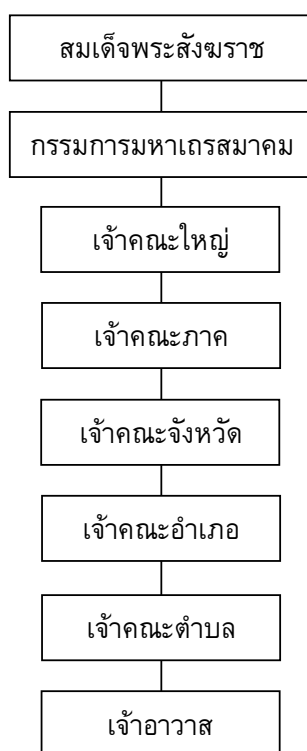 สมเด็จพระสังฆราช
กรรมการมหาเถรสมาคม
เจ้าคณะใหญ่
เจ้าคณะภาค
เจ้าคณะจังหวัด
เจ้าคณะอำเภอ
เจ้าคณะตำบล
เจ้าอาวาส